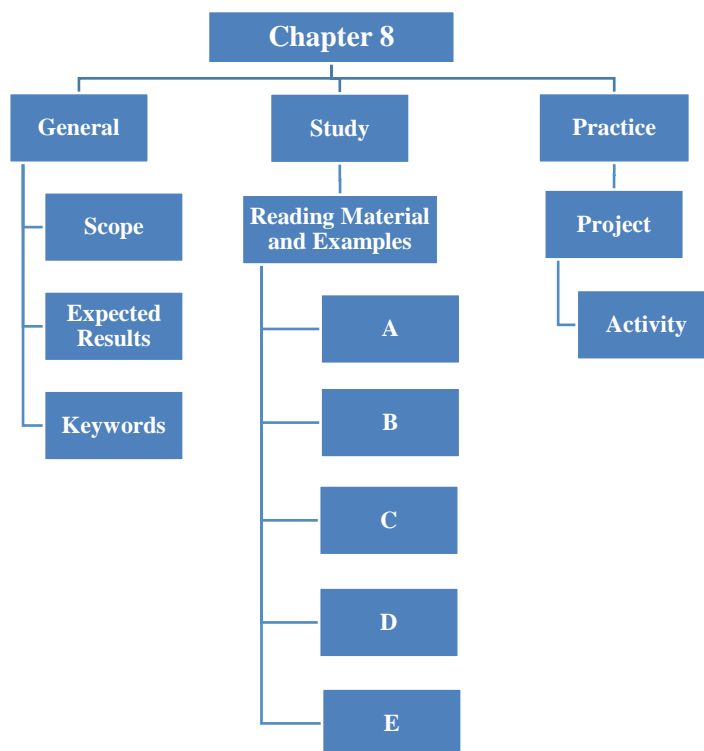 Chapter 8
General
Study
Practice
Scope
Expected
Results
Keywords
Reading Material
and Examples
A
B
C
D
E
Project
Activity